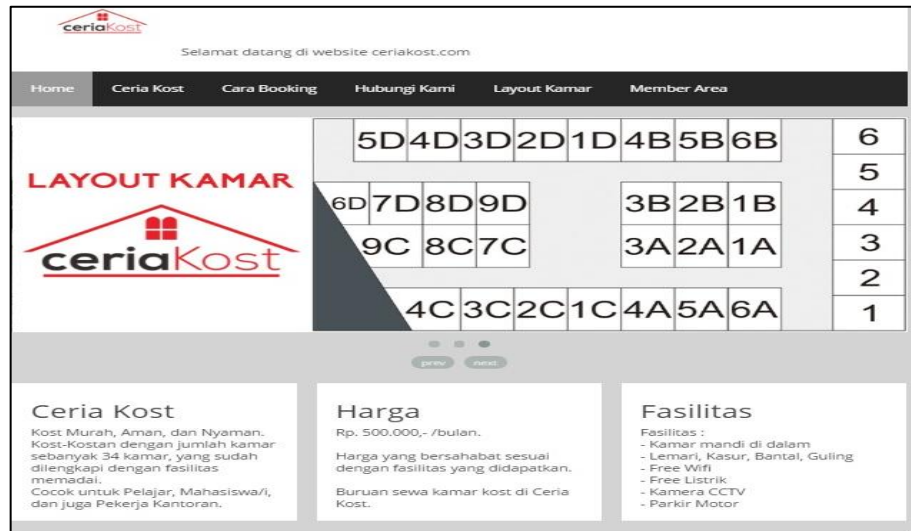 ceriaKost
Selamat datang di website ceriakost.com
Home Ceria Kost Cara Booking Hubungi Kami Layout Kamar Member Area
LAYOUT KAMAR
ceriaKost
5D 4D 3D 2D 1D 4B 5B 6B
6D 7D 8D 9D 3B 2B 1B
9C 8C 7C 3A 2A 1A
4C 3C 2C 1C 4A 5A 6A
6
5
4
3
2
1
prev next
Ceria Kost
Kost Murah, Aman, dan Nyaman.
Kost-Kostan dengan jumlah kamar
sebanyak 34 kamar, yang sudah
dilengkapi dengan fasilitas
memadai.
Cocok untuk Pelajar, Mahasiswa/i,
dan juga Pekerja Kantoran.
Harga
Rp. 500.000,- /bulan.
Harga yang bersahabat sesuai
dengan fasilitas yang didapatkan.
Buruan sewa kamar kost di Ceria
Kost.
Fasilitas
Fasilitas :
- Kamar mandi di dalam
- Lemari, Kasur, Bantal, Guling
- Free Wifi
- Free Listrik
- Kamera CCTV
- Parkir Motor